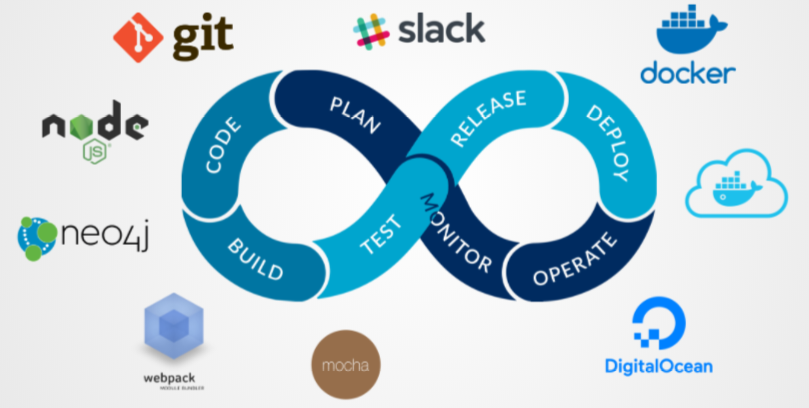 git
slack
docker
node
JS
neo4j
webpack
MODULE BUNDLER
mocha
DigitalOcean
PLAN
CODE
BUILD
TEST
RELEASE
DEPLOY
OPERATE
MONITOR